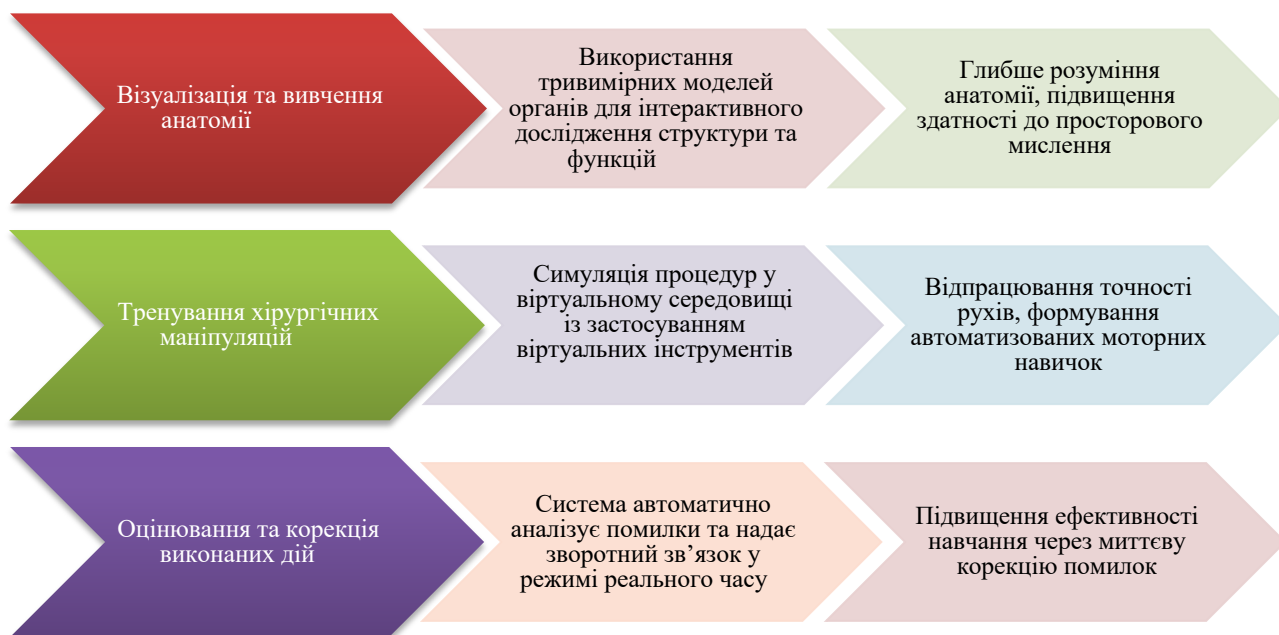 Візуалізація та вивчення
анатомії
Використання
тривимірних моделей
органів для інтерактивного
дослідження структури та
функцій
Глибше розуміння
анатомії, підвищення
здатності до просторового
мислення
Тренування хірургічних
маніпуляцій
Симуляція процедур у
віртуальному середовищі
із застосуванням
віртуальних інструментів
Відпрацювання точності
рухів, формування
автоматизованих моторних
навичок
Оцінювання та корекція
виконаних дій
Система автоматично
аналізує помилки та надає
зворотний зв’язок у
режимі реального часу
Підвищення ефективності
навчання через миттєву
корекцію помилок